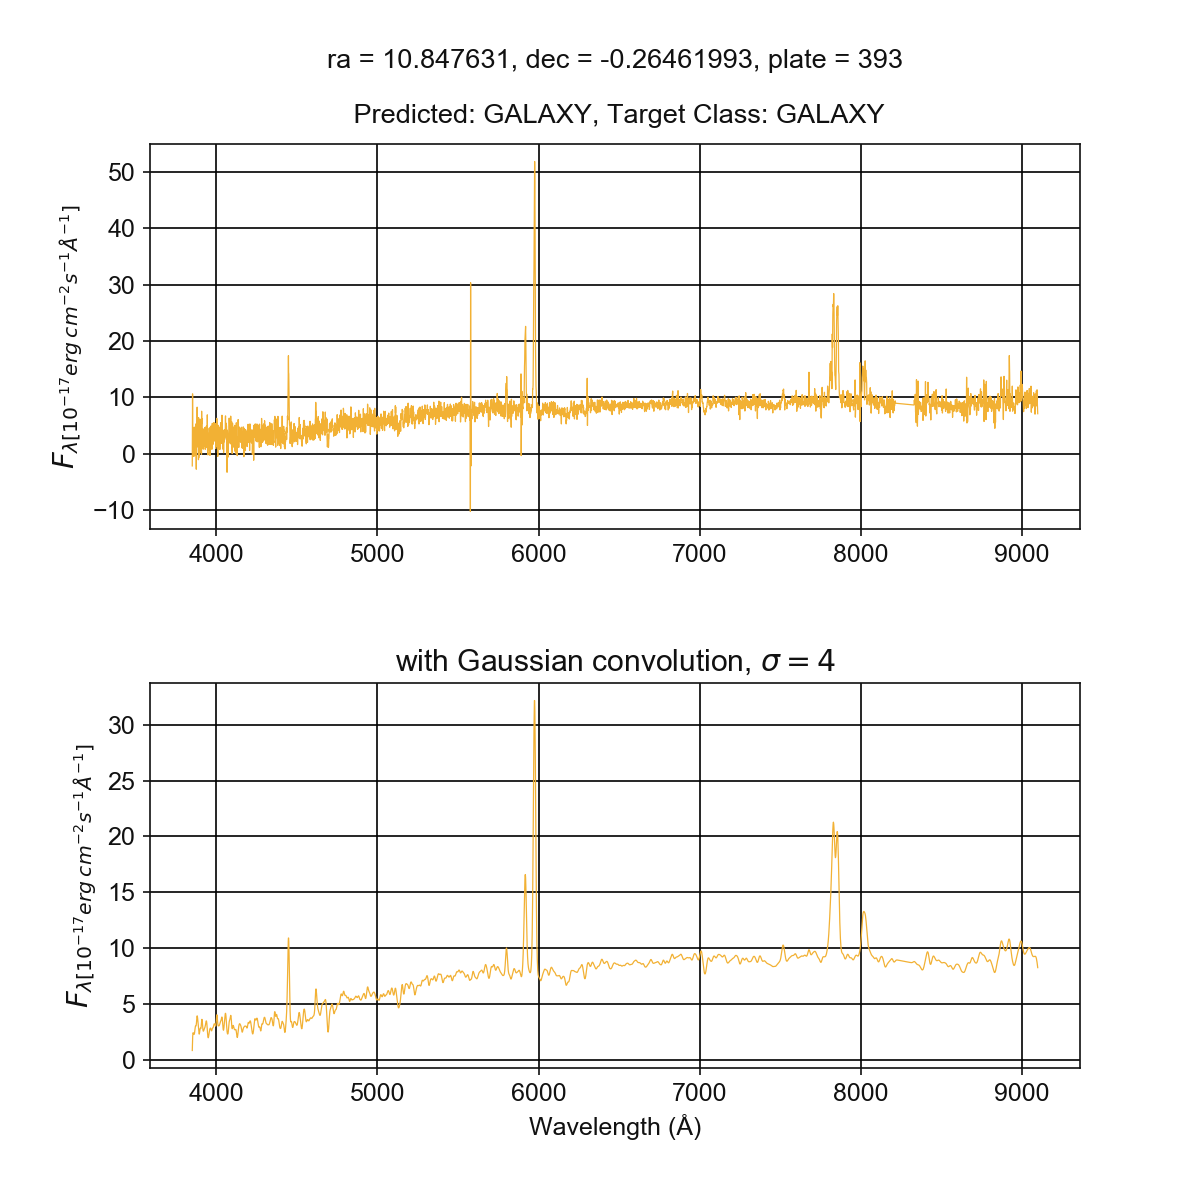 ra = 10.847631, dec = -0.26461993, plate = 393
Predicted: GALAXY, Target Class: GALAXY
50
40
30
20
10
0
−10
F_λ[10^{−17} erg cm^{−2} s^{−1} Å^{−1}]
4000 5000 6000 7000 8000 9000
with Gaussian convolution, σ = 4
30
25
20
15
10
5
0
F_λ[10^{−17} erg cm^{−2} s^{−1} Å^{−1}]
4000 5000 6000 7000 8000 9000
Wavelength (Å)